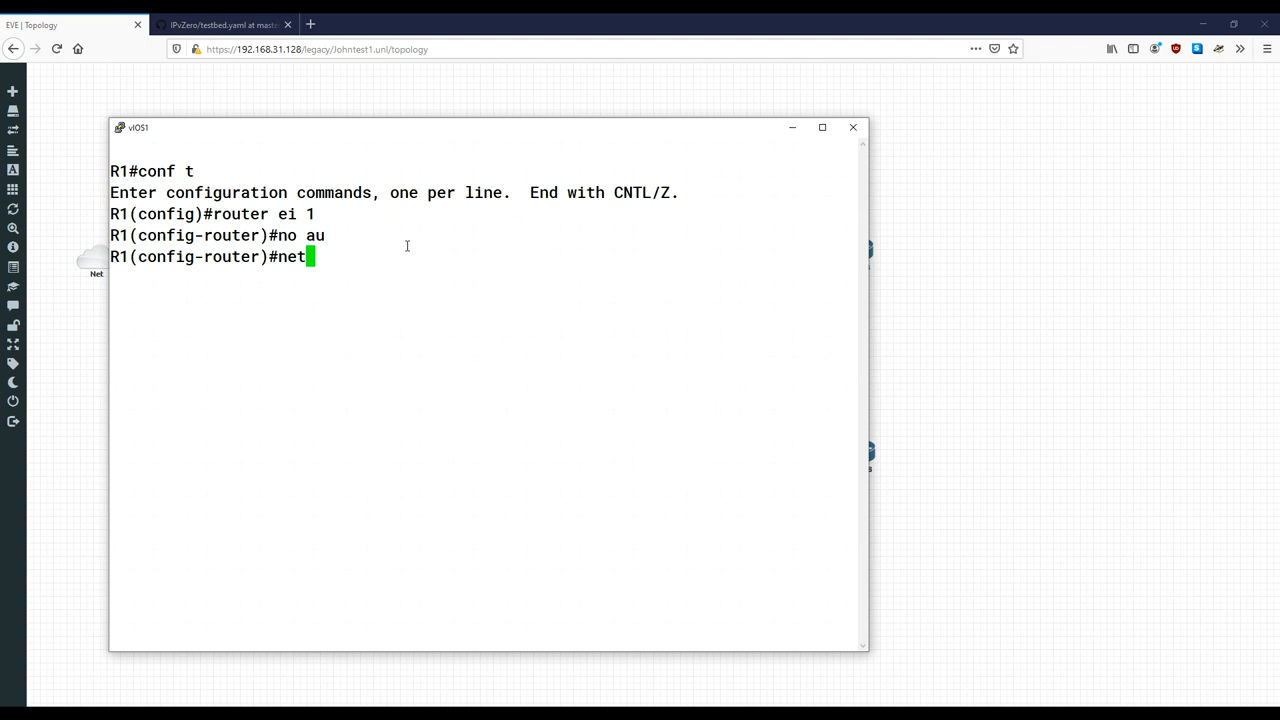 EVE | Topology
IPvZero/testbed.yaml at maste
https://192.168.31.128/legacy/Johntest1.unl/topology
vIOS1
R1#conf t
Enter configuration commands, one per line.  End with CNTL/Z.
R1(config)#router ei 1
R1(config-router)#no au
R1(config-router)#net
Net